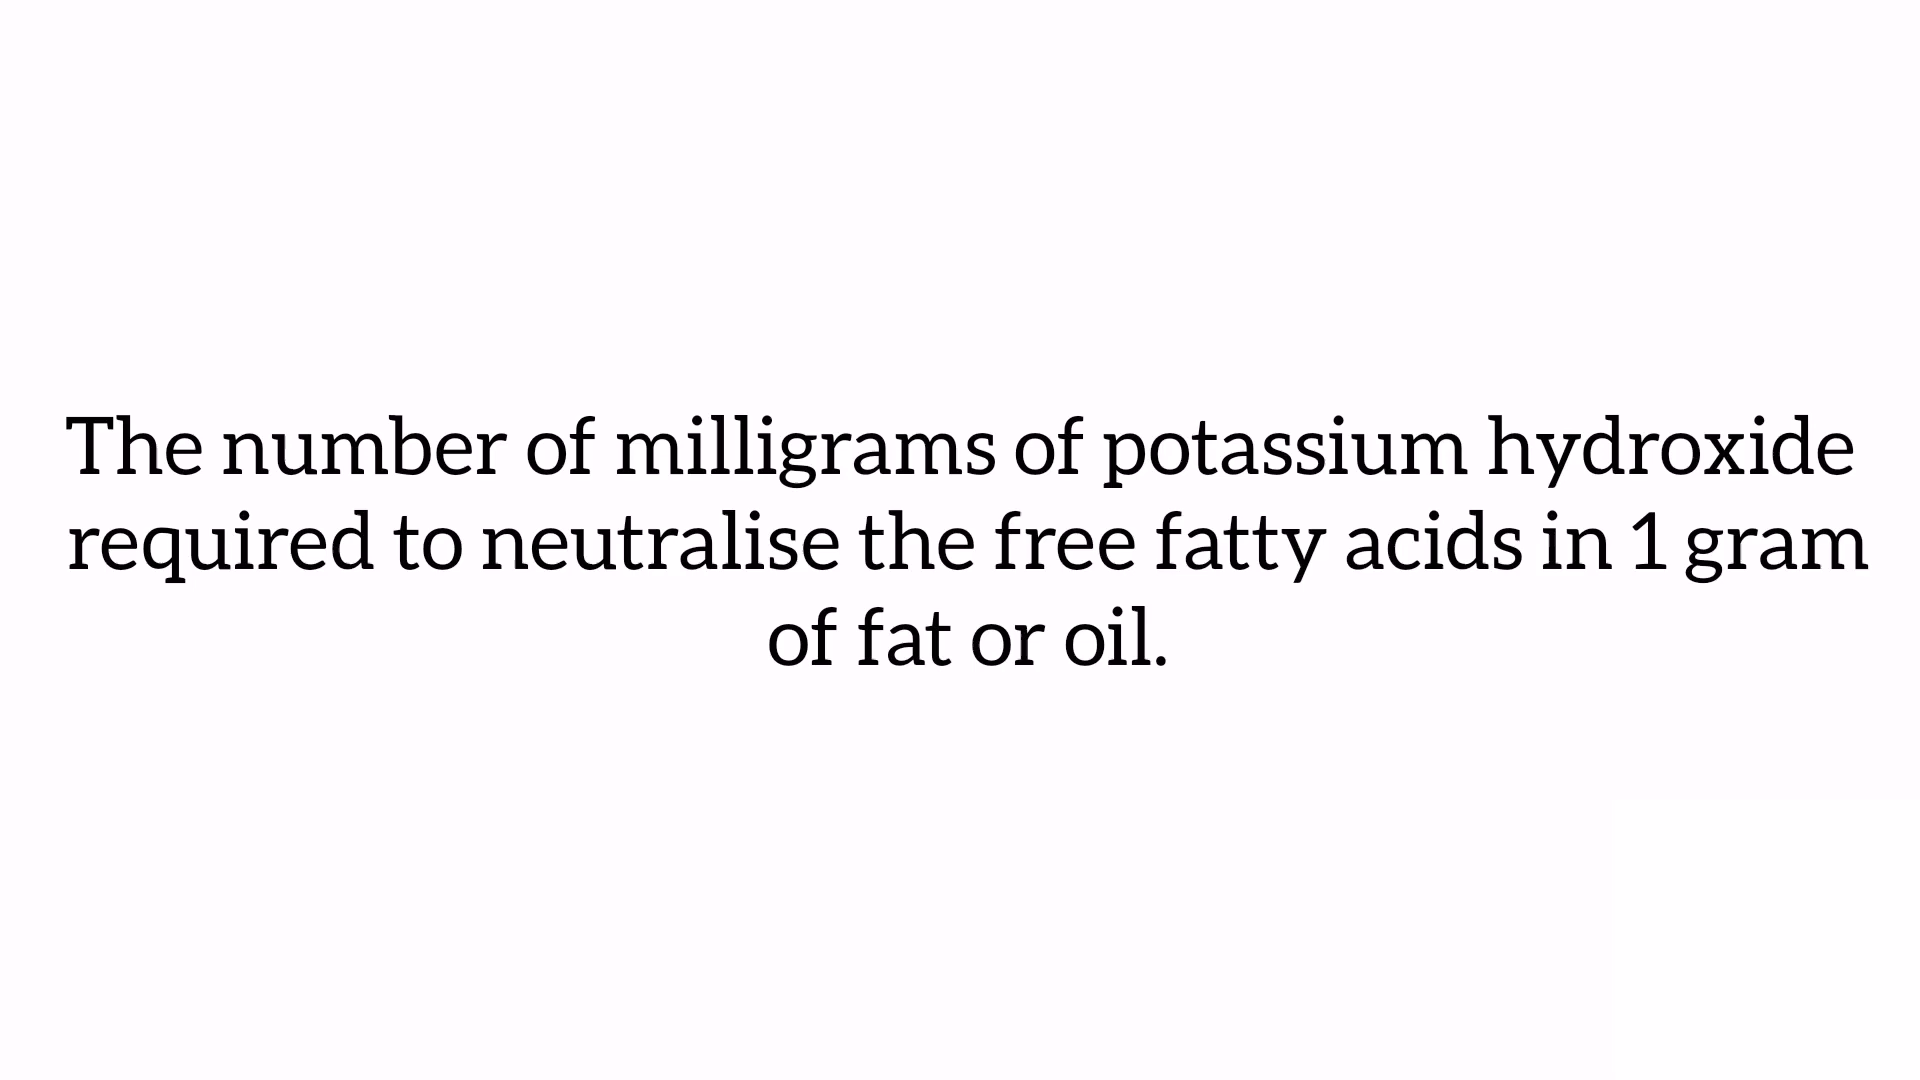 The number of milligrams of potassium hydroxide
required to neutralise the free fatty acids in 1 gram
of fat or oil.